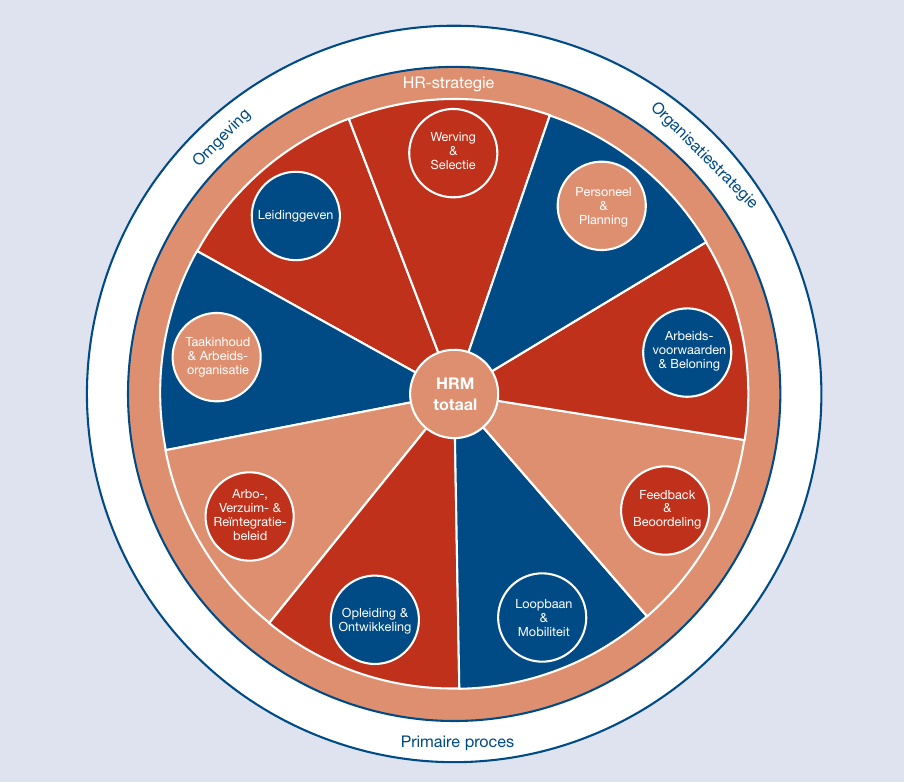 HR-strategie
Omgeving
Organisatiestrategie
Werving
&
Selectie
Personeel
&
Planning
Leidinggeven
Arbeids-
voorwaarden
& Beloning
Taakinhoud
& Arbeids-
organisatie
HRM
totaal
Feedback
&
Beoordeling
Arbo-,
Verzuim- &
Reïntegratie-
beleid
Loopbaan
&
Mobiliteit
Opleiding &
Ontwikkeling
Primaire proces